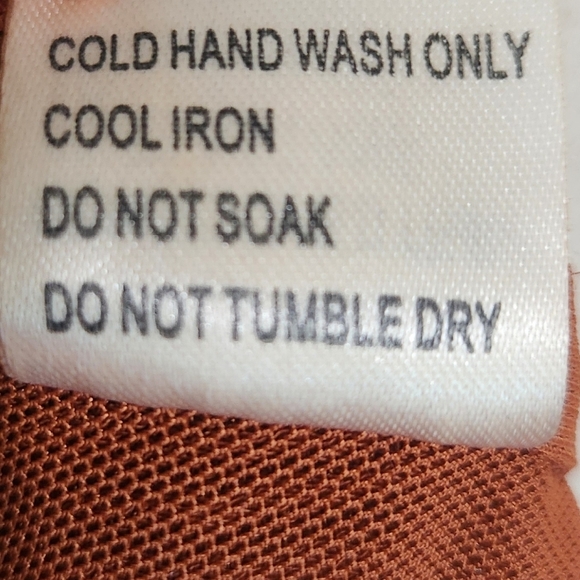 COLD HAND WASH ONLY
COOL IRON
DO NOT SOAK
DO NOT TUMBLE DRY